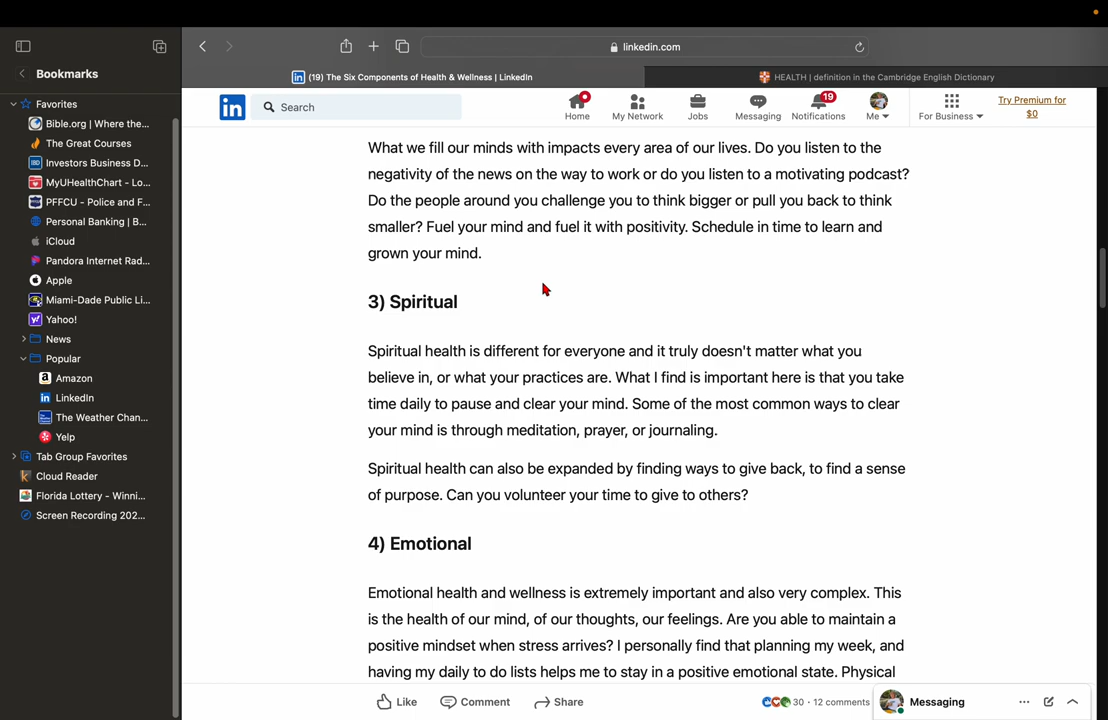 Bookmarks
linkedin.com
(19) The Six Components of Health & Wellness | LinkedIn
HEALTH | definition in the Cambridge English Dictionary
Favorites
Bible.org | Where the...
The Great Courses
Investors Business D...
MyUHealthChart - Lo...
PFFCU - Police and F...
Personal Banking | B...
iCloud
Pandora Internet Rad...
Apple
Miami-Dade Public Li...
Yahoo!
News
Popular
Amazon
LinkedIn
The Weather Chan...
Yelp
Tab Group Favorites
Cloud Reader
Florida Lottery - Winni...
Screen Recording 202...
in
Search
Home
My Network
Jobs
Messaging
19
Notifications
Me
For Business
Try Premium for
$0
What we fill our minds with impacts every area of our lives. Do you listen to the
negativity of the news on the way to work or do you listen to a motivating podcast?
Do the people around you challenge you to think bigger or pull you back to think
smaller? Fuel your mind and fuel it with positivity. Schedule in time to learn and
grown your mind.
3) Spiritual
Spiritual health is different for everyone and it truly doesn't matter what you
believe in, or what your practices are. What I find is important here is that you take
time daily to pause and clear your mind. Some of the most common ways to clear
your mind is through meditation, prayer, or journaling.
Spiritual health can also be expanded by finding ways to give back, to find a sense
of purpose. Can you volunteer your time to give to others?
4) Emotional
Emotional health and wellness is extremely important and also very complex. This
is the health of our mind, of our thoughts, our feelings. Are you able to maintain a
positive mindset when stress arrives? I personally find that planning my week, and
having my daily to do lists helps me to stay in a positive emotional state. Physical
Like
Comment
Share
30 · 12 comments
Messaging